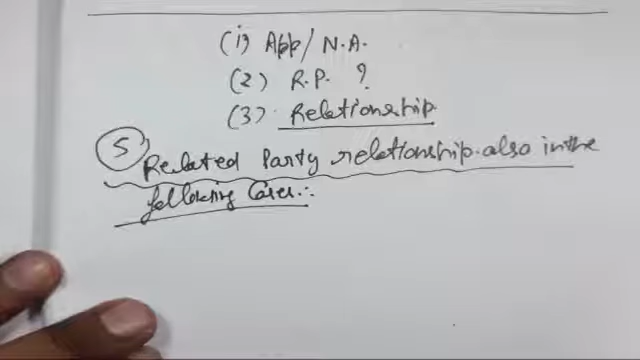 (1) App/N.A.
(2) R.P. ?
(3) Relationship.
(5) Related Party relationship also in the
following Cases: